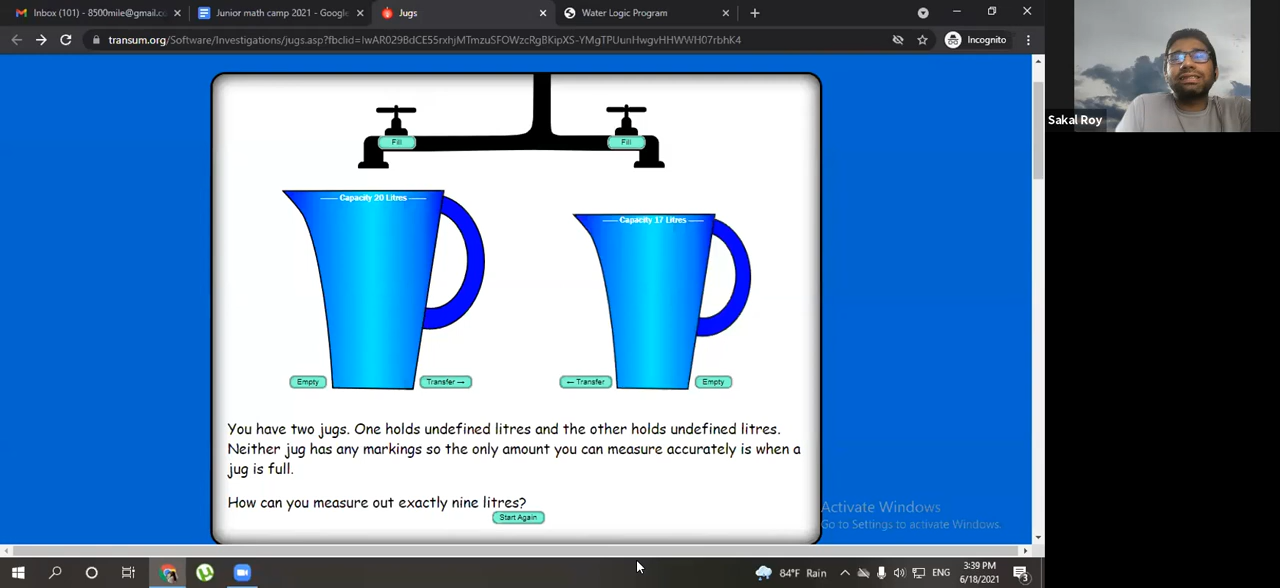 Inbox (101) - 8500mile@gmail.c
Junior math camp 2021 - Google
Jugs
Water Logic Program
transum.org/Software/Investigations/jugs.asp?fbclid=IwAR029BdCE55rxhjMTmzuSFOWzcRgBKipXS-YMgTPUunHwgvHHWWH07rbhK4
Incognito
Sakal Roy
Fill
Fill
Capacity 20 Litres
Capacity 17 Litres
Empty
Transfer →
← Transfer
Empty
You have two jugs. One holds undefined litres and the other holds undefined litres.
Neither jug has any markings so the only amount you can measure accurately is when a
jug is full.
How can you measure out exactly nine litres?
Start Again
Activate Windows
Go to Settings to activate Windows.
84°F Rain
ENG
3:39 PM
6/18/2021
3